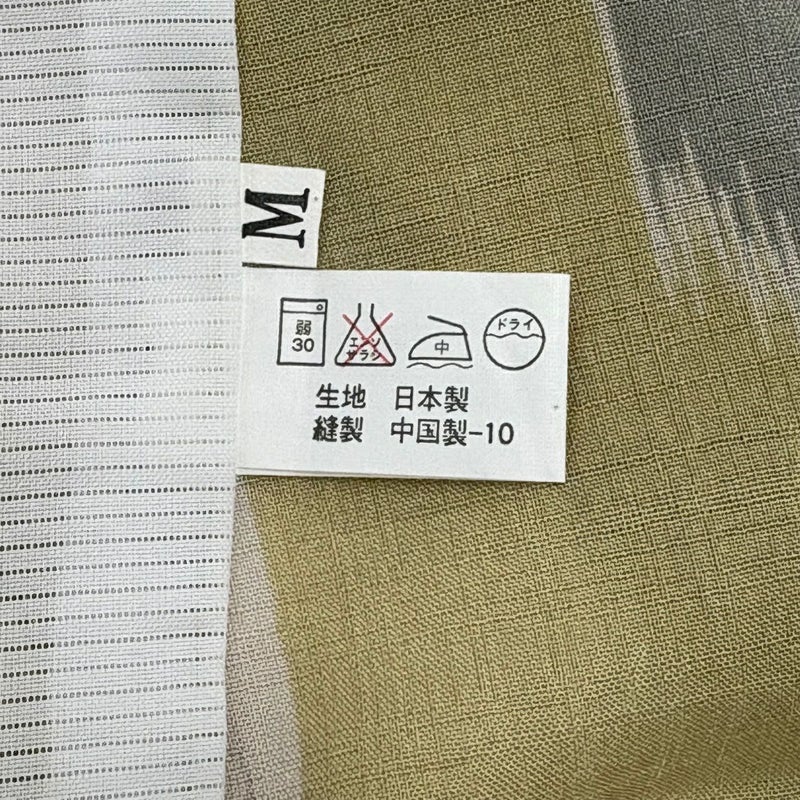 M
弱
30
エンソ
サラシ
中
ドライ
生地 日本製
縫製 中国製-10